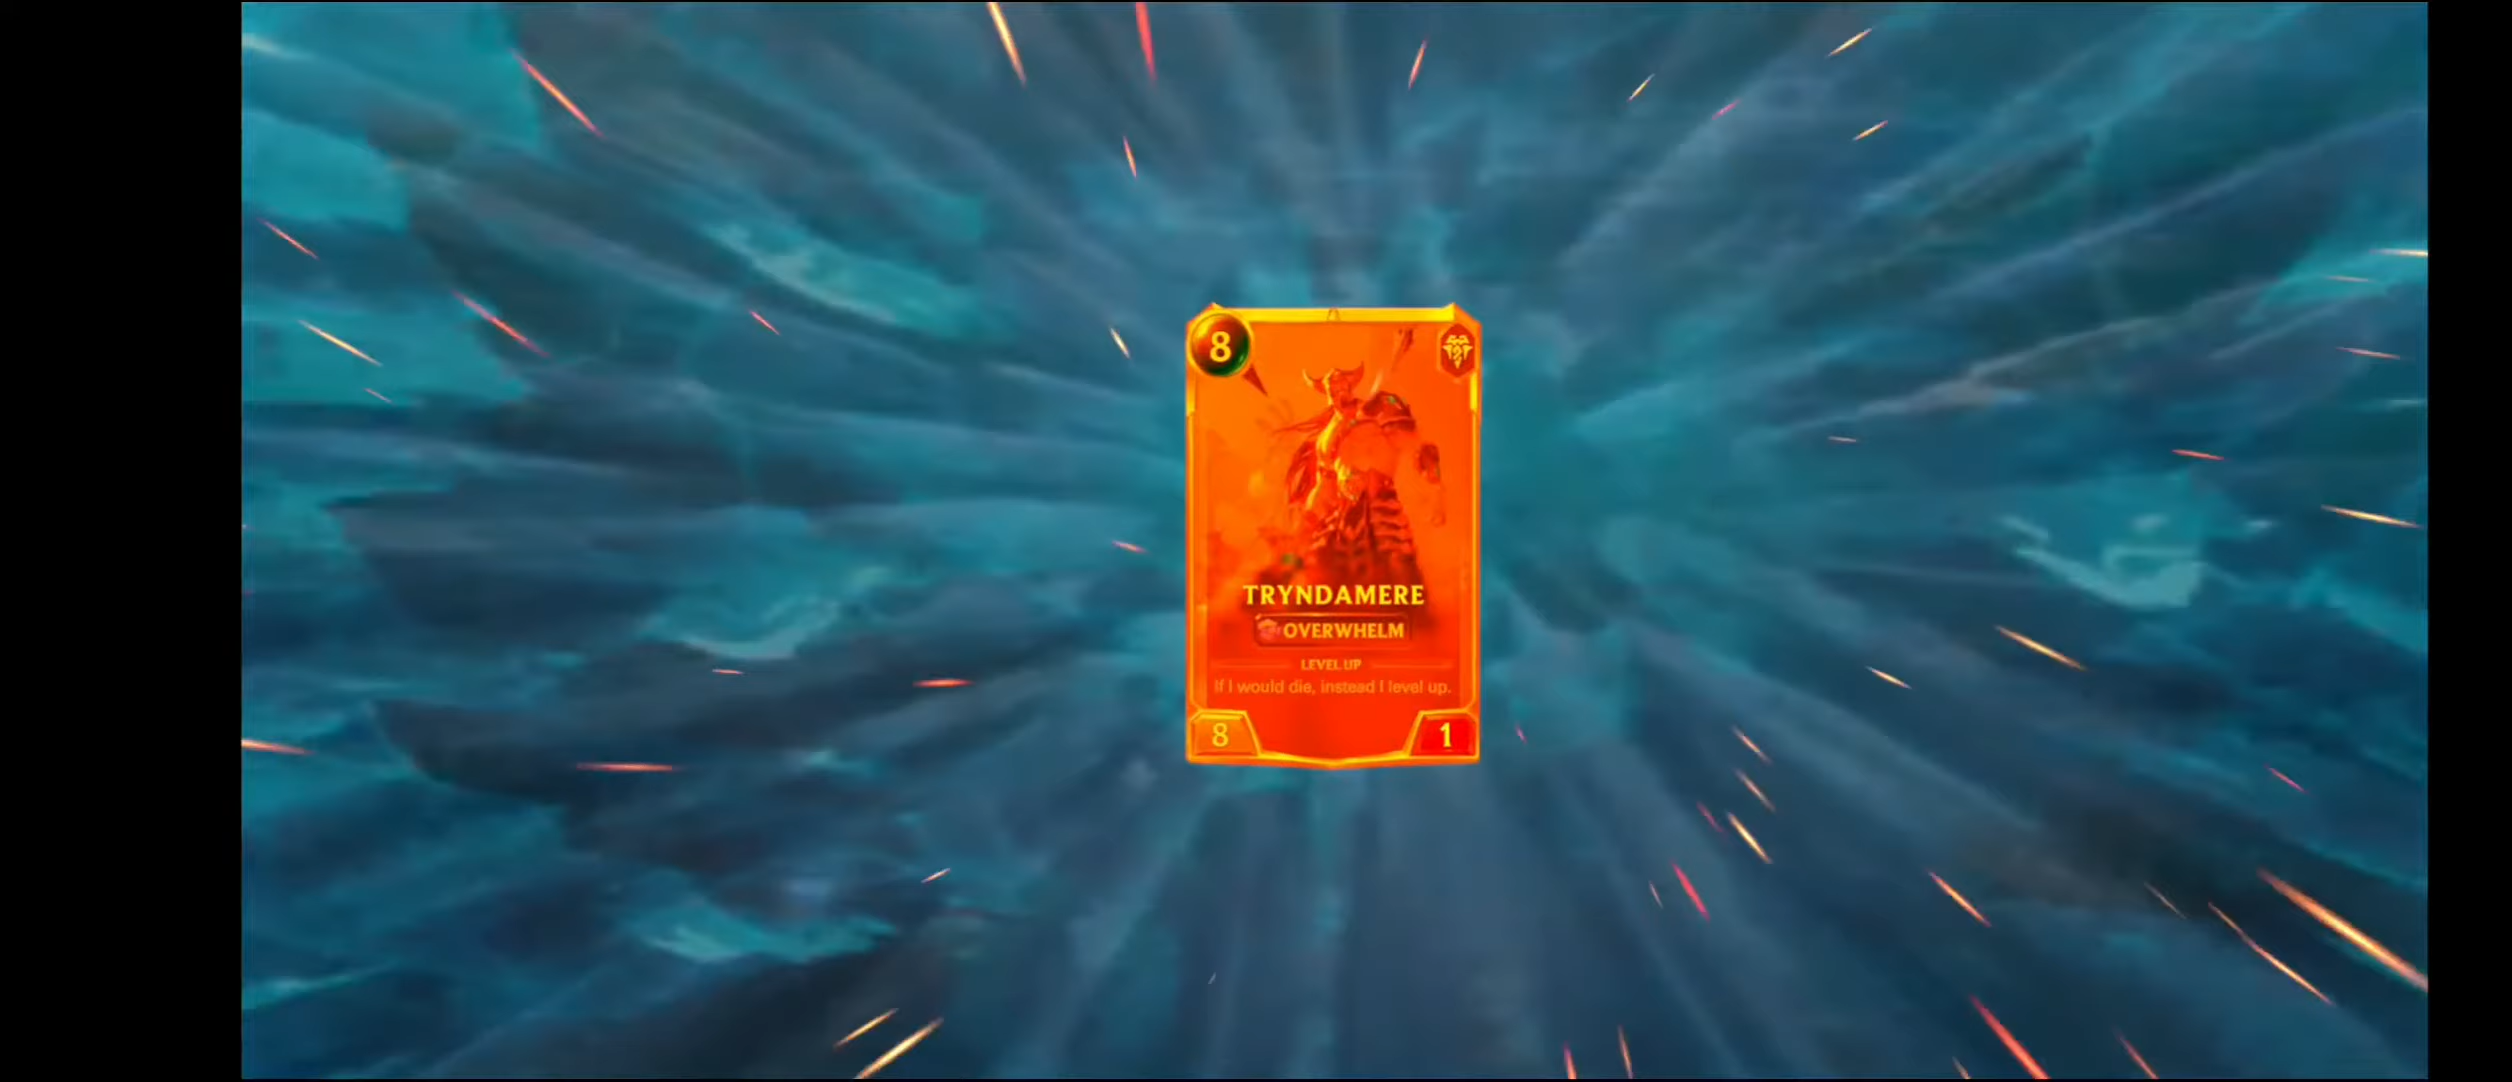 8
TRYNDAMERE
OVERWHELM
LEVEL UP
If I would die, instead I level up.
8 1